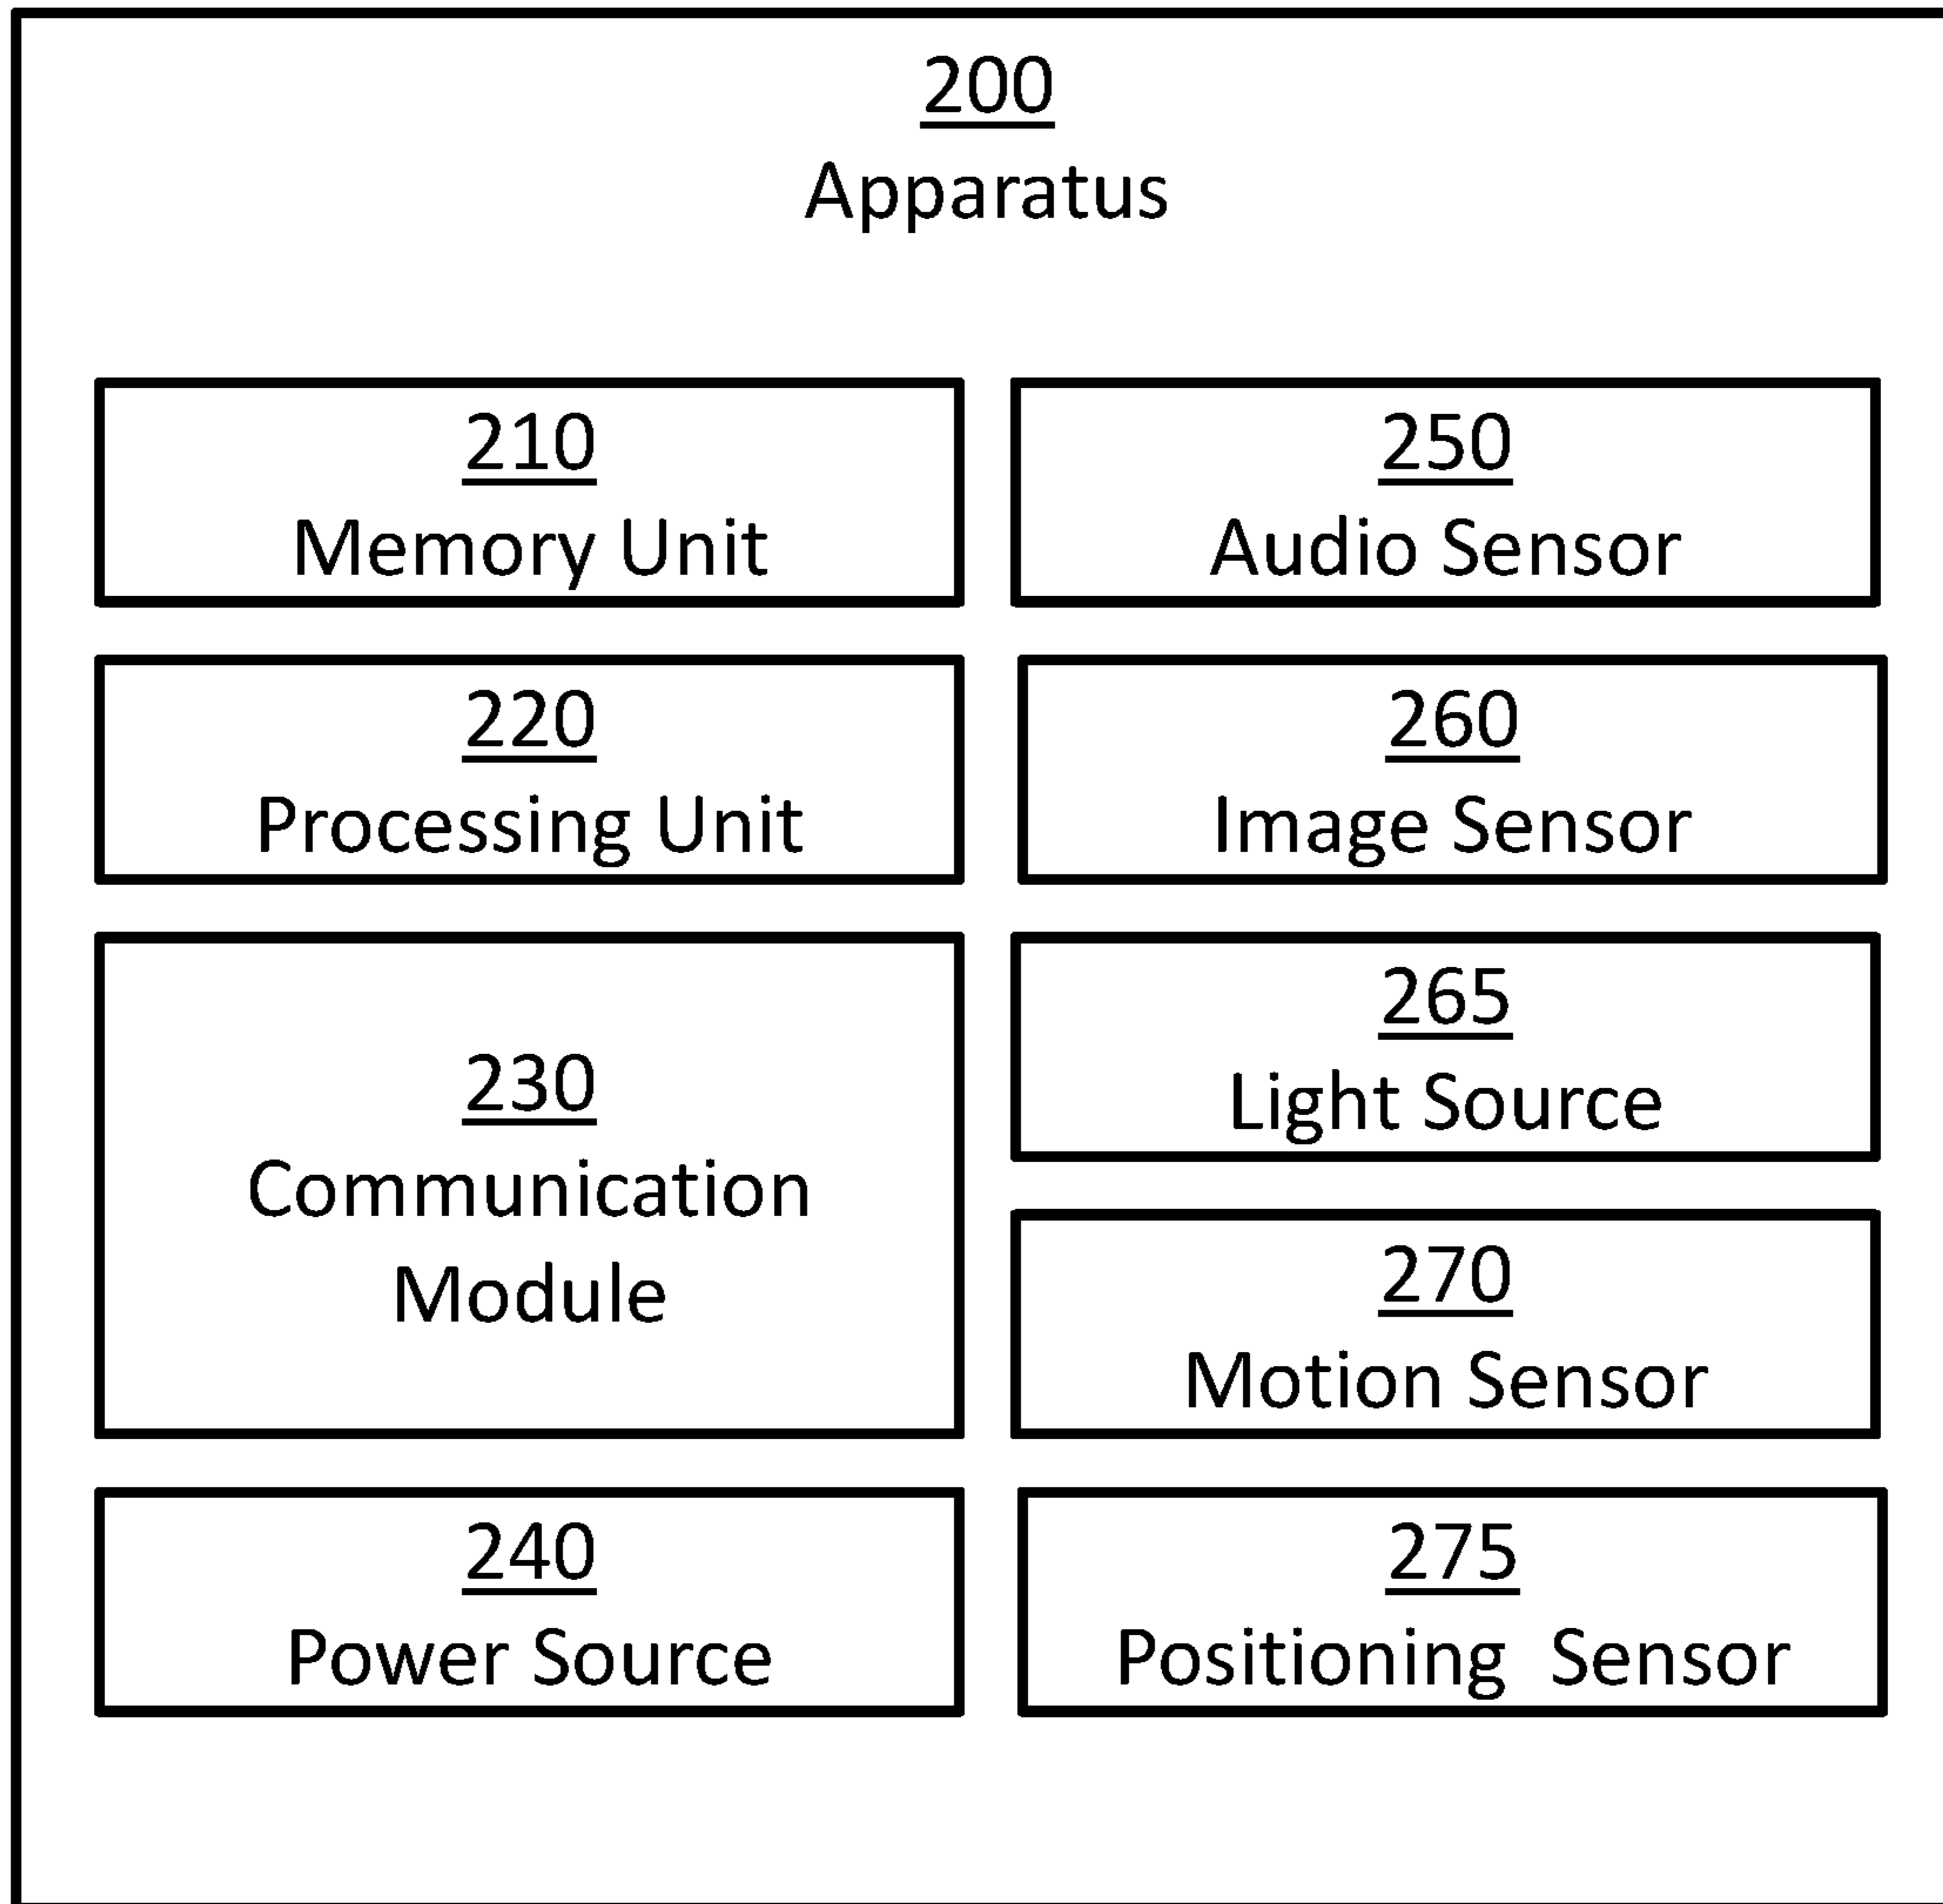 200
Apparatus
210
Memory Unit
250
Audio Sensor
220
Processing Unit
260
Image Sensor
230
Communication
Module
265
Light Source
270
Motion Sensor
240
Power Source
275
Positioning Sensor